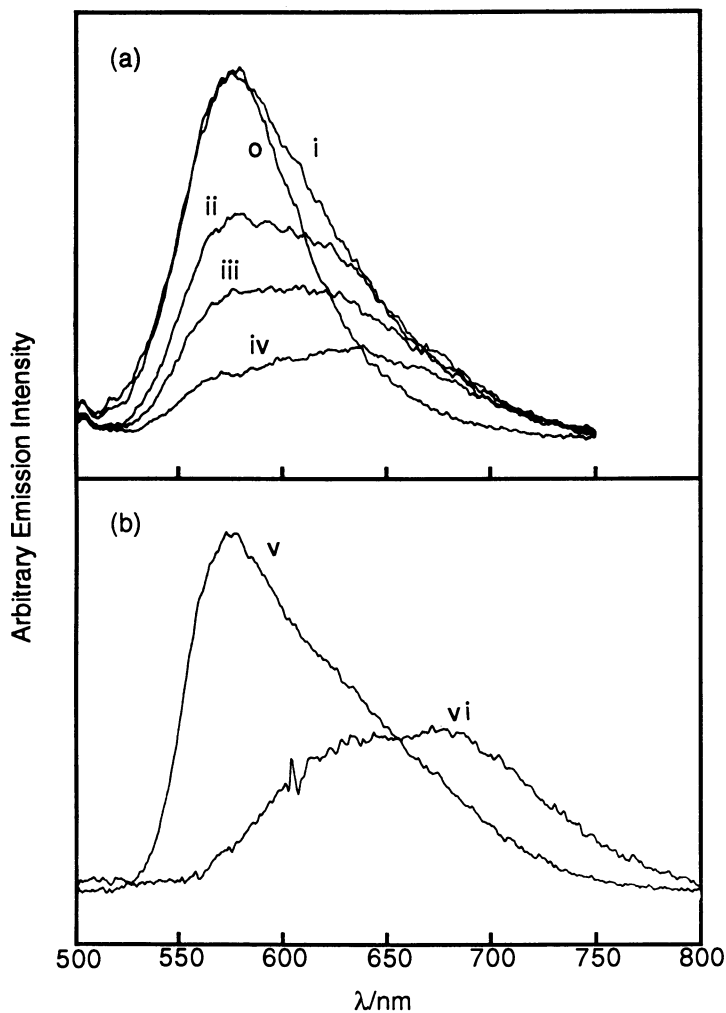 (a)
o
i
ii
iii
iv
Arbitrary Emission Intensity
(b)
v
vi
500 550 600 650 700 750 800
λ/nm